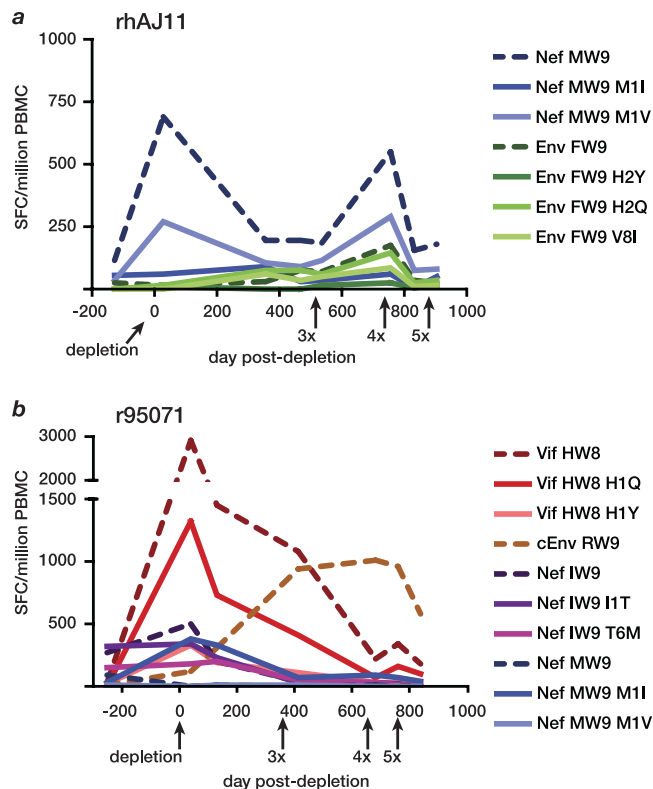 a rhAJ11
1000
750
500
250
SFC/million PBMC
-200 0 200 400 600 800 1000
depletion 3x 4x 5x
day post-depletion
Nef MW9
Nef MW9 M1I
Nef MW9 M1V
Env FW9
Env FW9 H2Y
Env FW9 H2Q
Env FW9 V8I
b r95071
3000
2000
1500
1000
500
0
SFC/million PBMC
-200 0 200 400 600 800 1000
depletion 3x 4x 5x
day post-depletion
Vif HW8
Vif HW8 H1Q
Vif HW8 H1Y
cEnv RW9
Nef IW9
Nef IW9 I1T
Nef IW9 T6M
Nef MW9
Nef MW9 M1I
Nef MW9 M1V